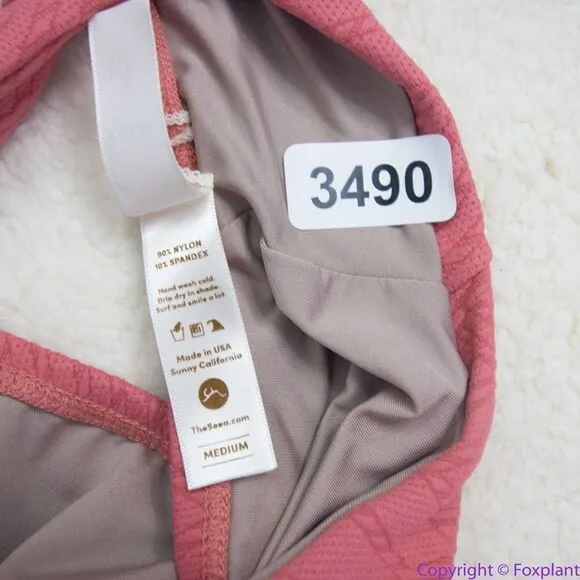 3490
90% NYLON
10% SPANDEX
Hand wash cold.
Drip dry in shade.
Surf and smile a lot.
Made in USA
Sunny California
TheSeea.com
MEDIUM
Copyright © Foxplant